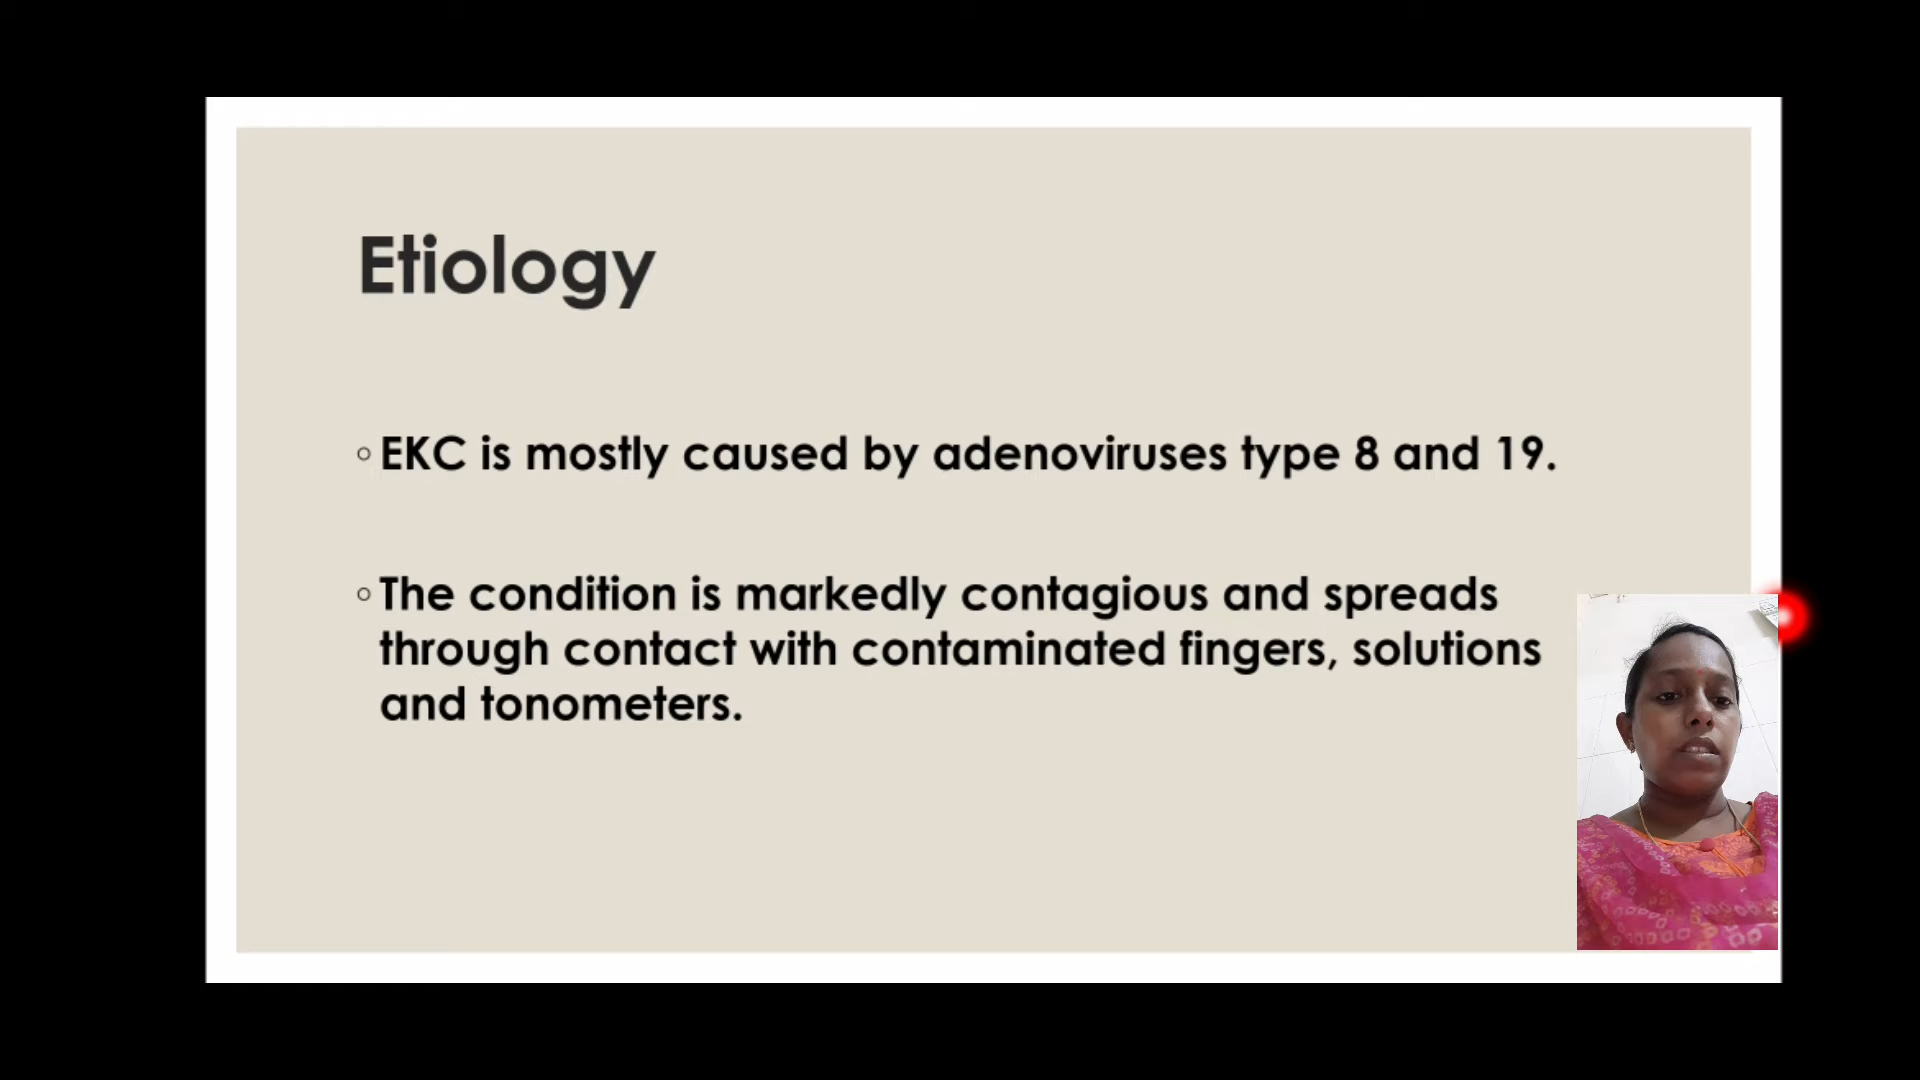 Etiology
EKC is mostly caused by adenoviruses type 8 and 19.
The condition is markedly contagious and spreads
through contact with contaminated fingers, solutions
and tonometers.